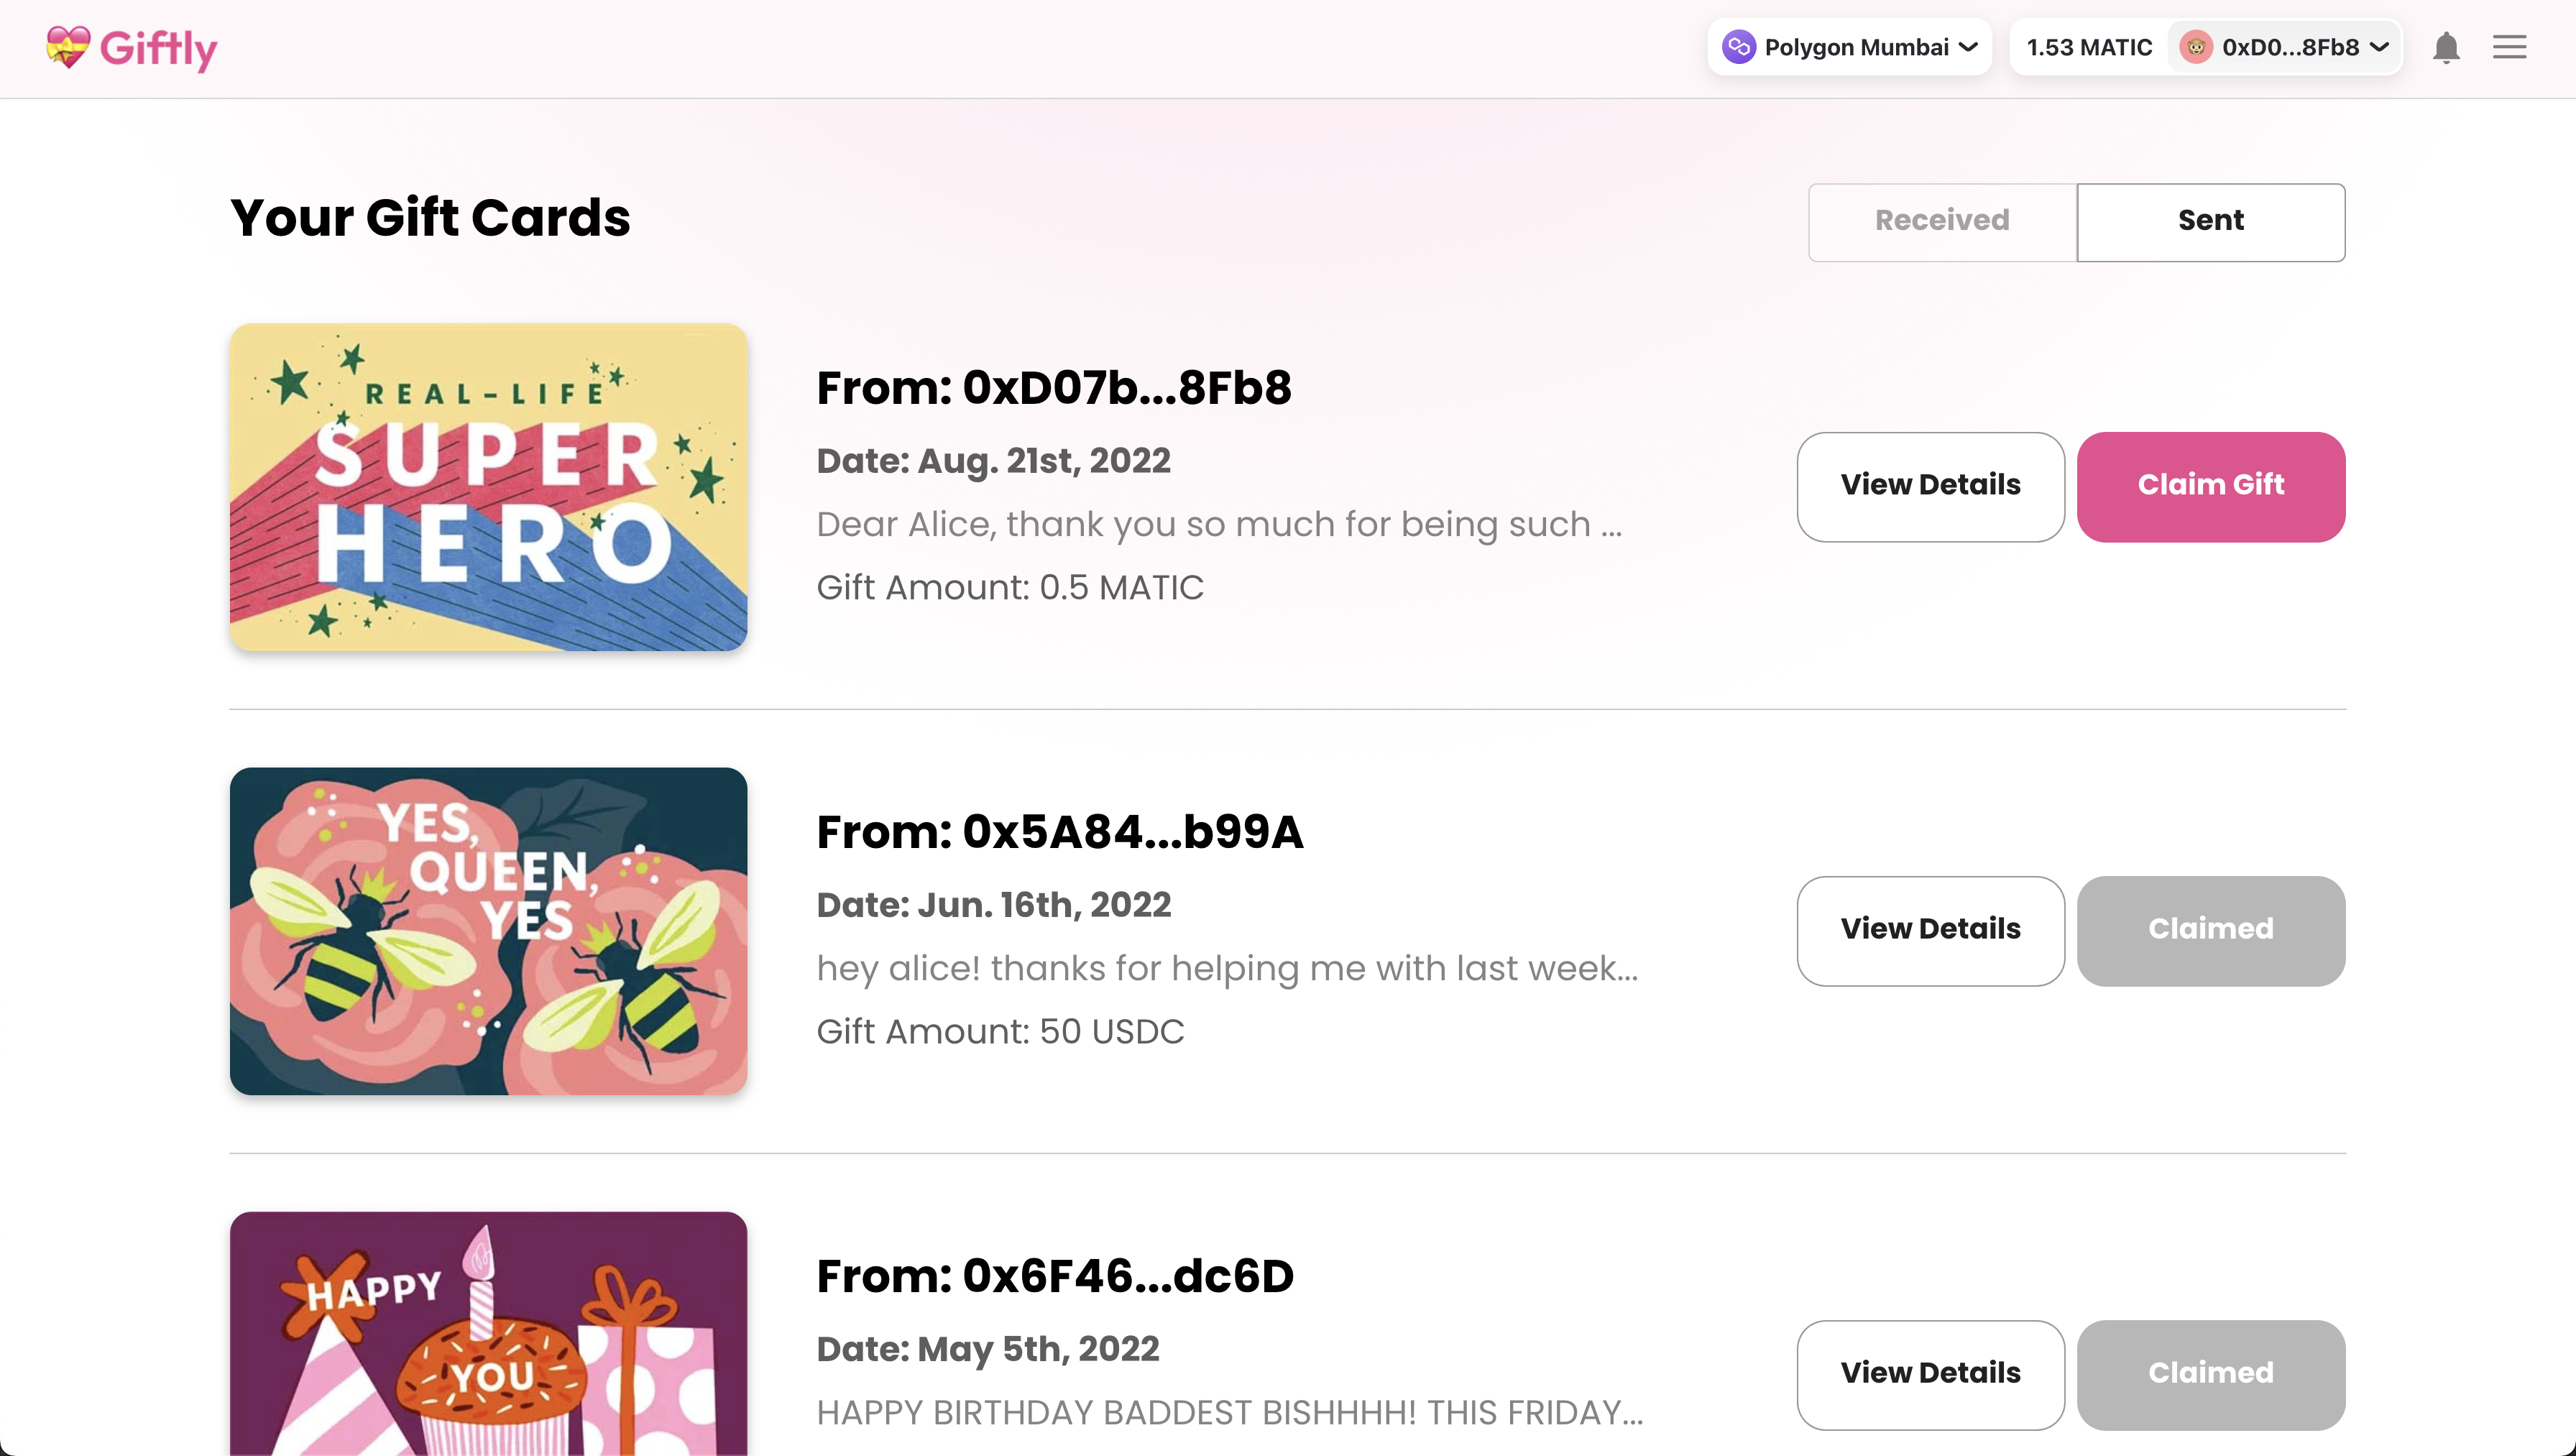 Giftly
Polygon Mumbai
1.53 MATIC
0xD0...8Fb8
Your Gift Cards
Received
Sent
REAL-LIFE
SUPER
HERO
From: 0xD07b...8Fb8
Date: Aug. 21st, 2022
Dear Alice, thank you so much for being such ...
Gift Amount: 0.5 MATIC
View Details
Claim Gift
YES,
QUEEN,
YES
From: 0x5A84...b99A
Date: Jun. 16th, 2022
hey alice! thanks for helping me with last week...
Gift Amount: 50 USDC
View Details
Claimed
HAPPY
YOU
From: 0x6F46...dc6D
Date: May 5th, 2022
HAPPY BIRTHDAY BADDEST BISHHHH! THIS FRIDAY...
View Details
Claimed